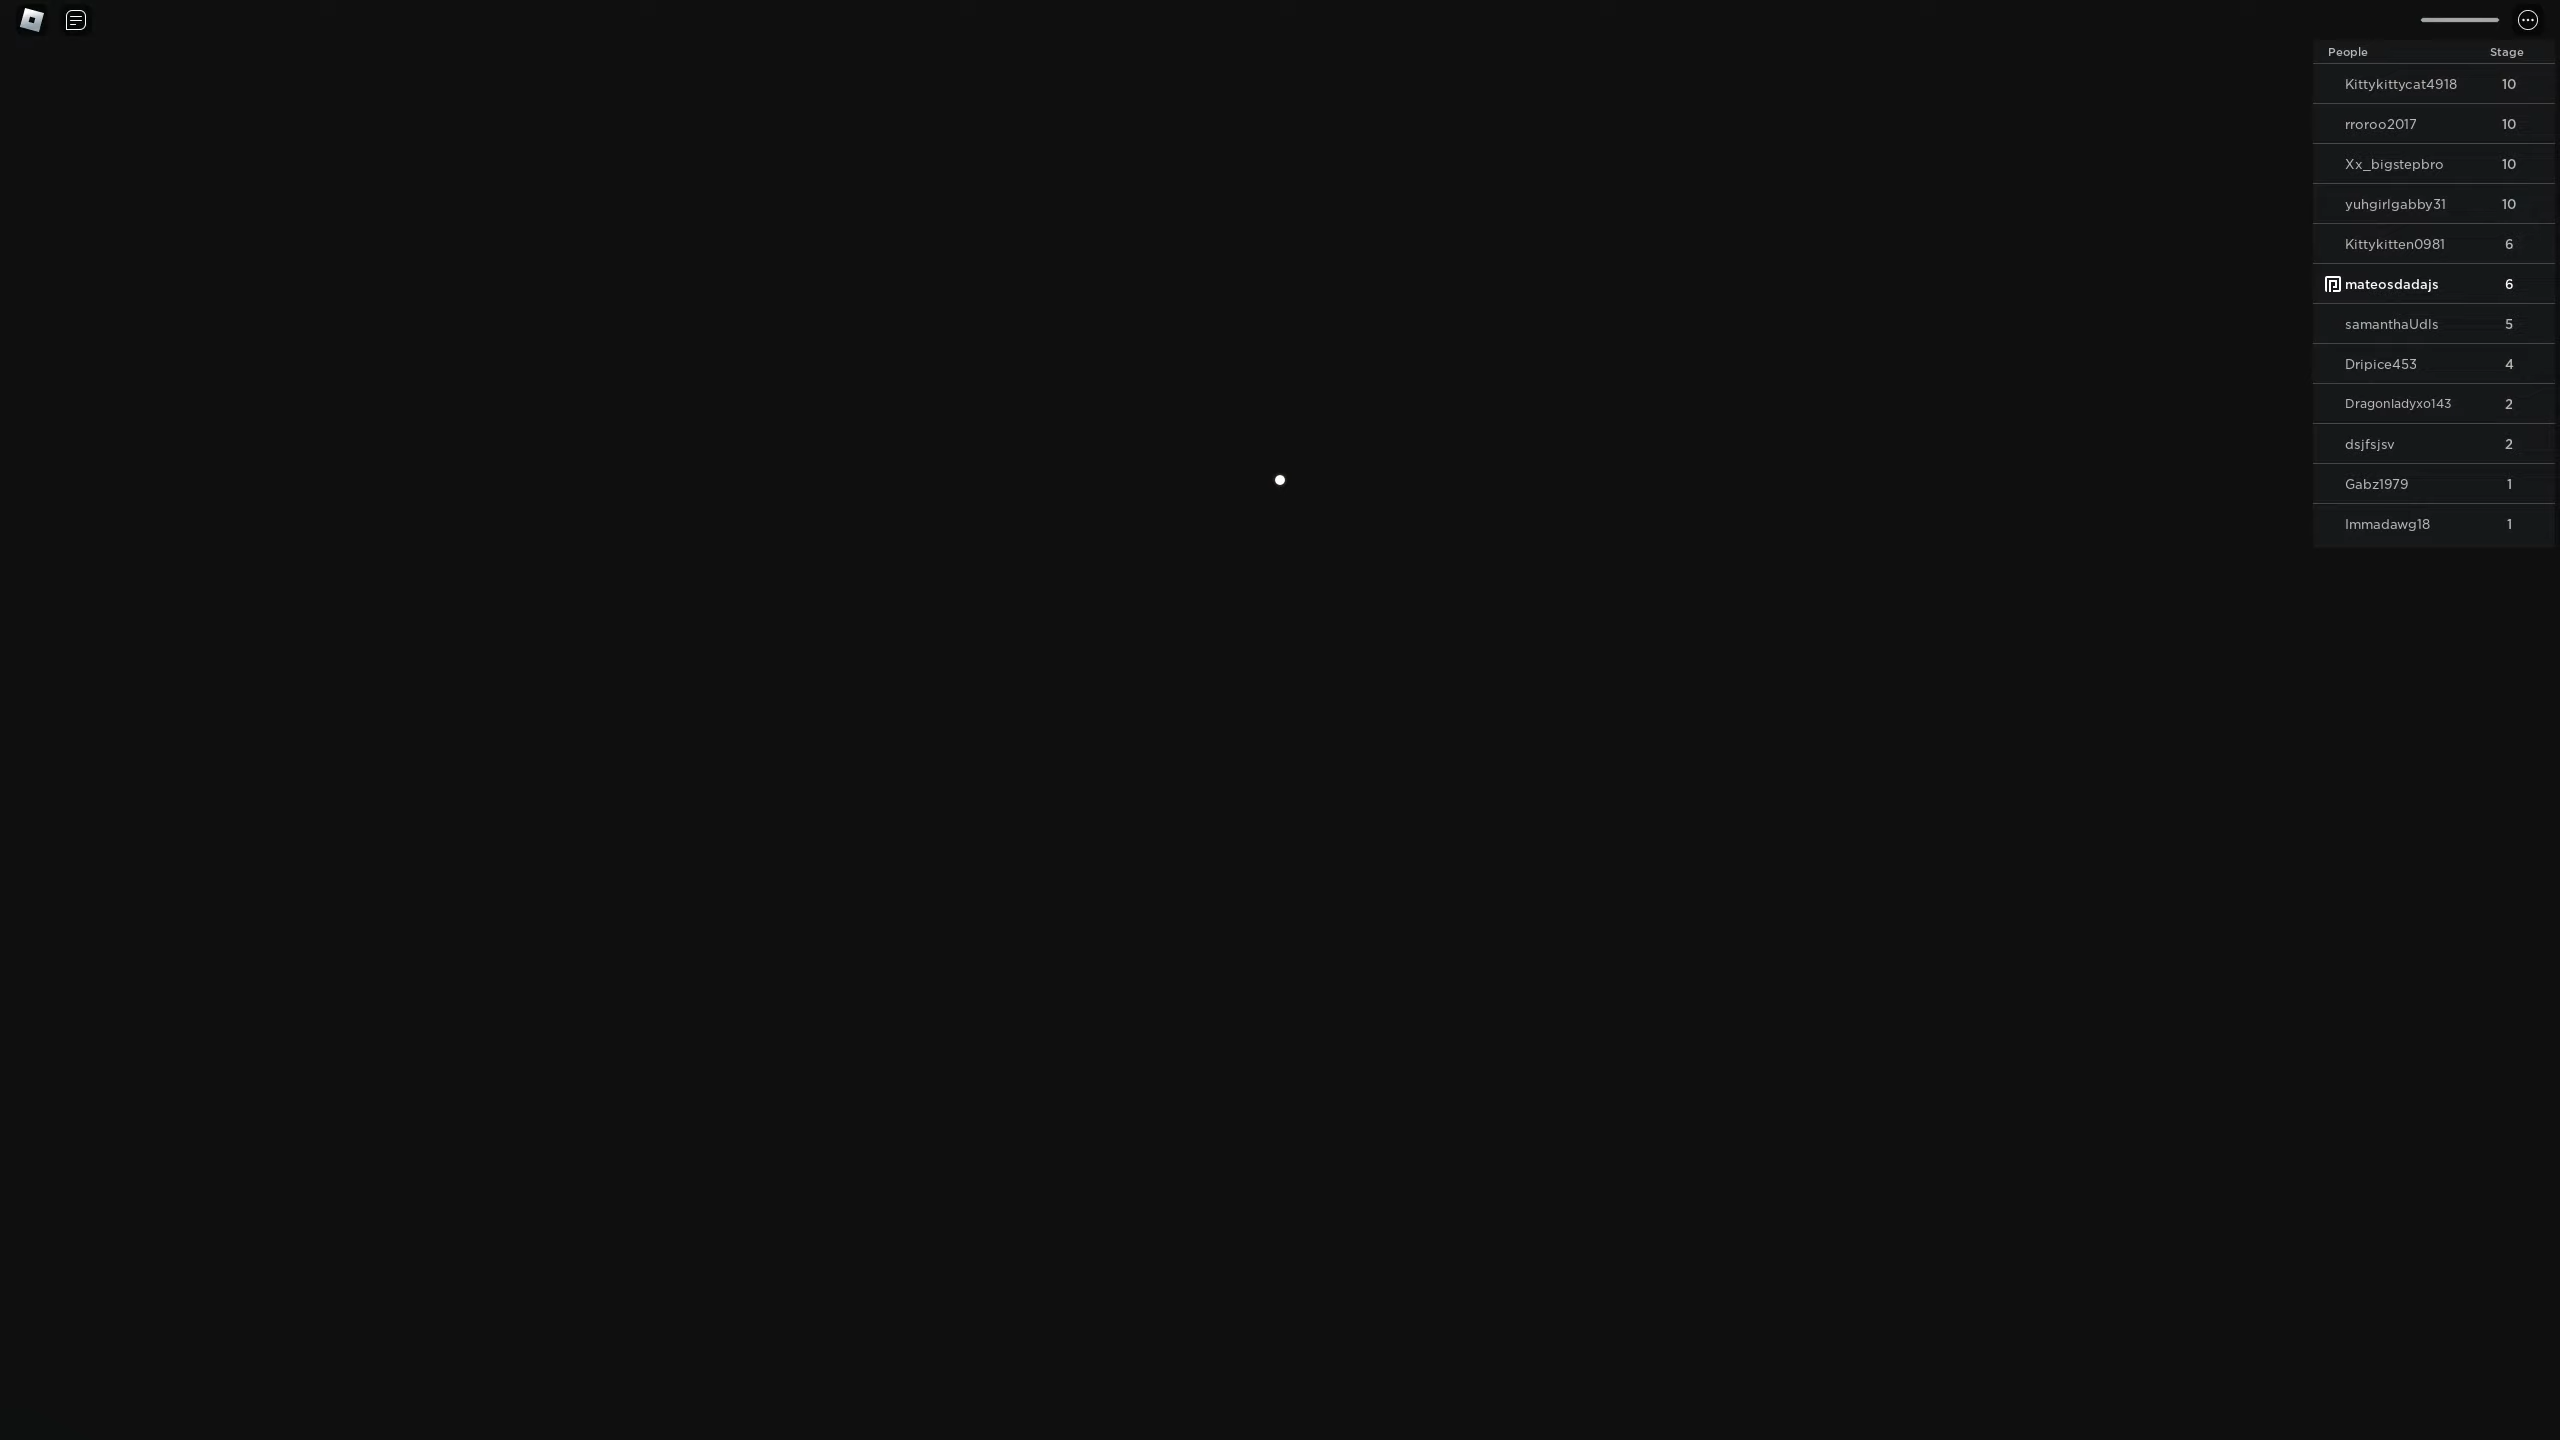 People Stage
Kittykittycat4918 10
rroroo2017 10
Xx_bigstepbro 10
yuhgirlgabby31 10
Kittykitten0981 6
mateosdadajs 6
samanthaUdls 5
Dripice453 4
Dragonladyxo143 2
dsjfsjsv 2
Gabz1979 1
Immadawg18 1